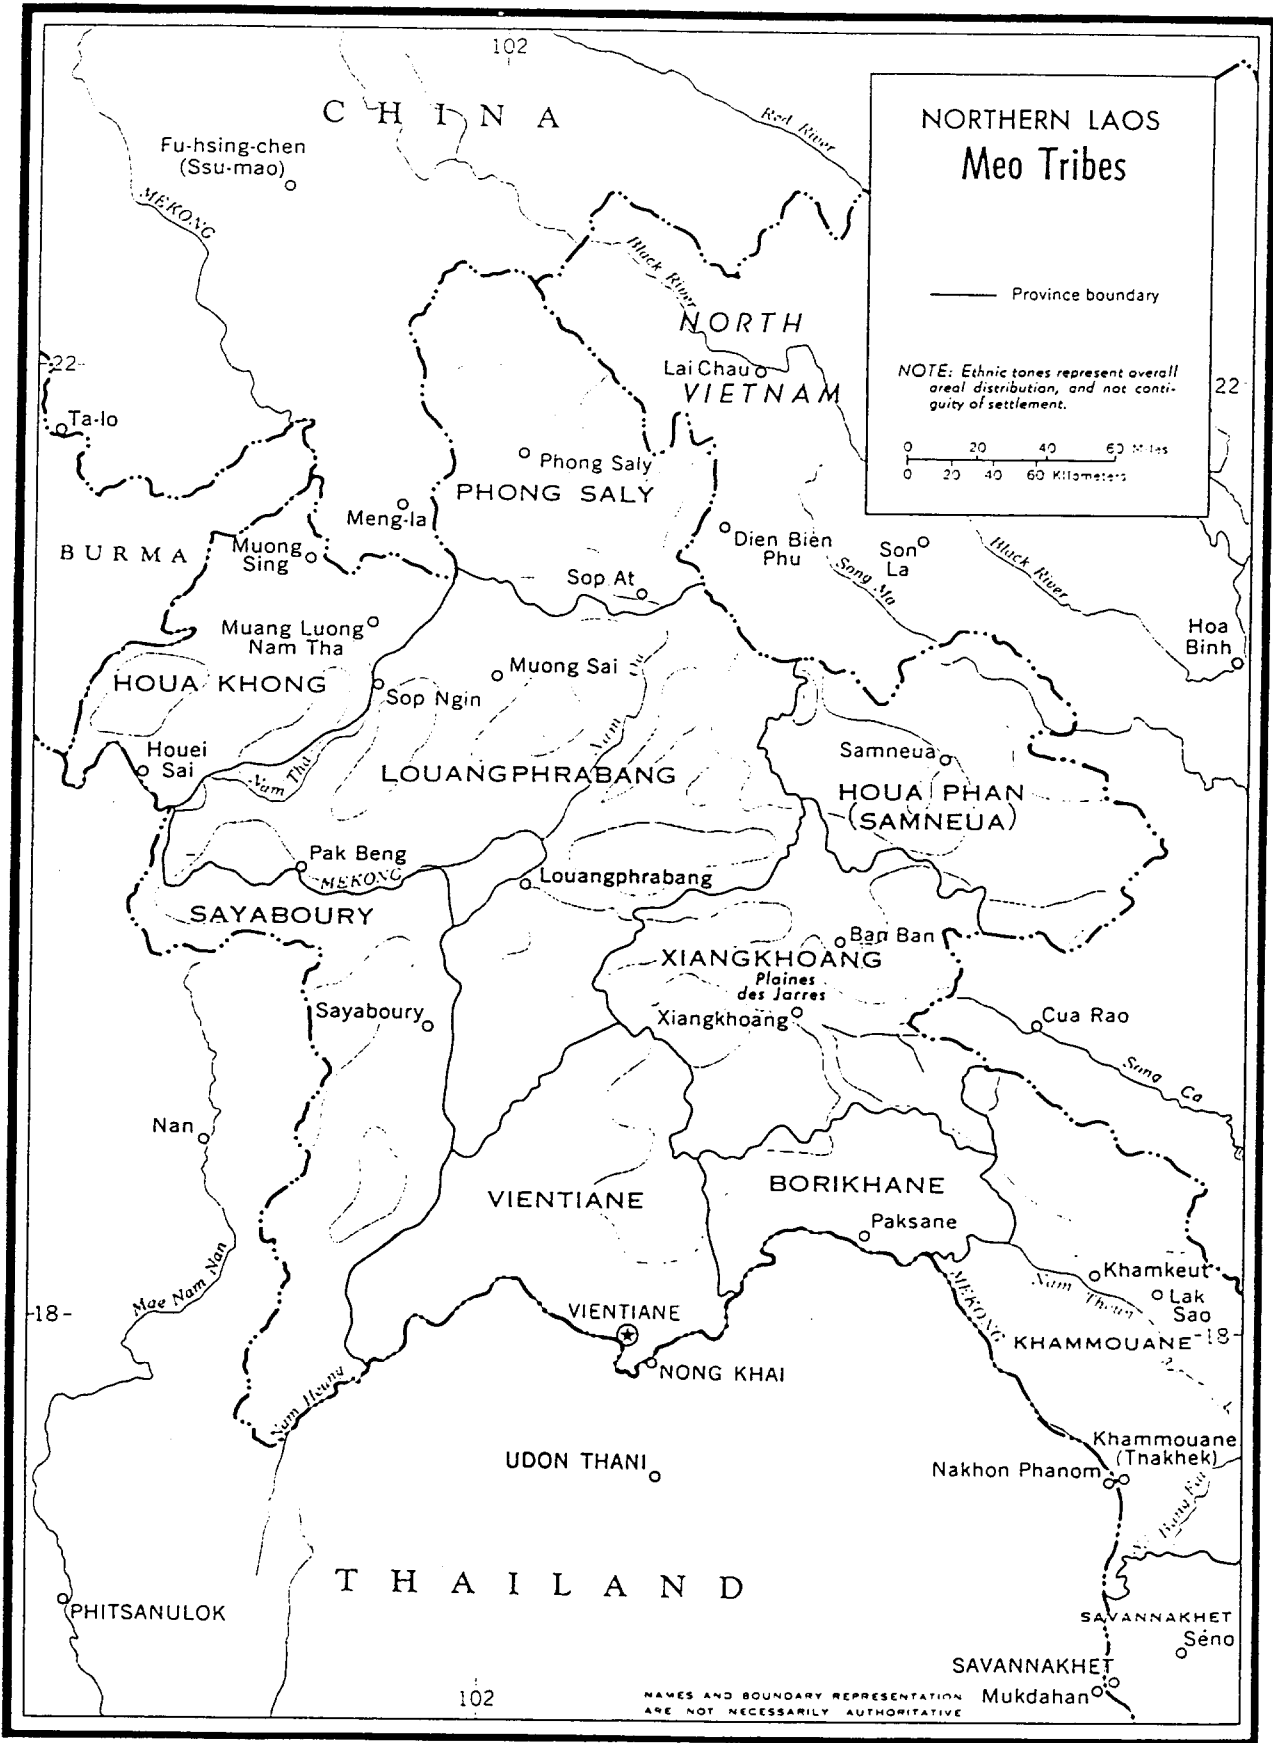 102
CHINA
Red River
NORTHERN LAOS
Meo Tribes
Fu-hsing-chen
(Ssu-mao)
MEKONG
Black River
Province boundary
NORTH
VIETNAM
22
Lai Chau
NOTE: Ethnic tones represent overall
areal distribution, and not conti-
guity of settlement.
22
0 20 40 60 Miles
0 20 40 60 Kilometers
Ta-lo
Phong Saly
PHONG SALY
Meng-la
BURMA
Muong
Sing
Dien Bien
Phu
Son
La
Song Ma
Black River
Sop At
Hoa
Binh
Muang Luong
Nam Tha
Muong Sai
HOUA KHONG
Sop Ngin
Nam
Houei
Sai
Nam Tha
LOUANGPHRABANG
Samneua
HOUA PHAN
(SAMNEUA)
Pak Beng
MEKONG
Louangphrabang
SAYABOURY
Ban Ban
XIANGKHOANG
Plaines
des Jarres
Sayaboury
Xiangkhoang
Cua Rao
Song Ca
Nan
VIENTIANE
BORIKHANE
Paksane
Mae Nam Nan
MEKONG
Khamkeut
Nam Theun
Lak
Sao
18
VIENTIANE
KHAMMOUANE
18
NONG KHAI
Nam Heung
UDON THANI
Khammouane
(Thakhek)
Nakhon Phanom
THAILAND
PHITSANULOK
SAVANNAKHET
Séno
SAVANNAKHET
Mukdahan
102
NAMES AND BOUNDARY REPRESENTATION
ARE NOT NECESSARILY AUTHORITATIVE